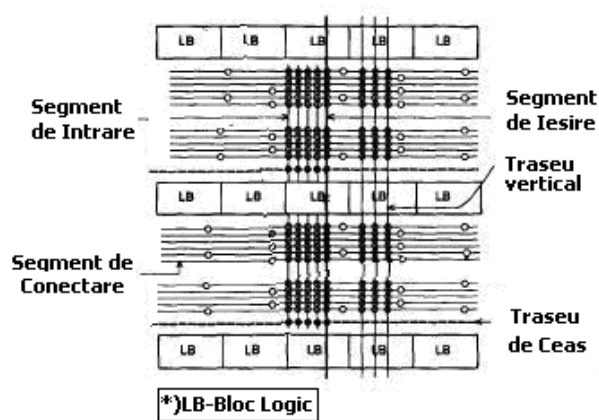 LB LB LB LB LB
Segment
de Intrare
Segment
de Iesire
Traseu
vertical
LB LB LB LB LB
Segment de
Conectare
Traseu
de Ceas
LB LB LB LB LB
*)LB-Bloc Logic